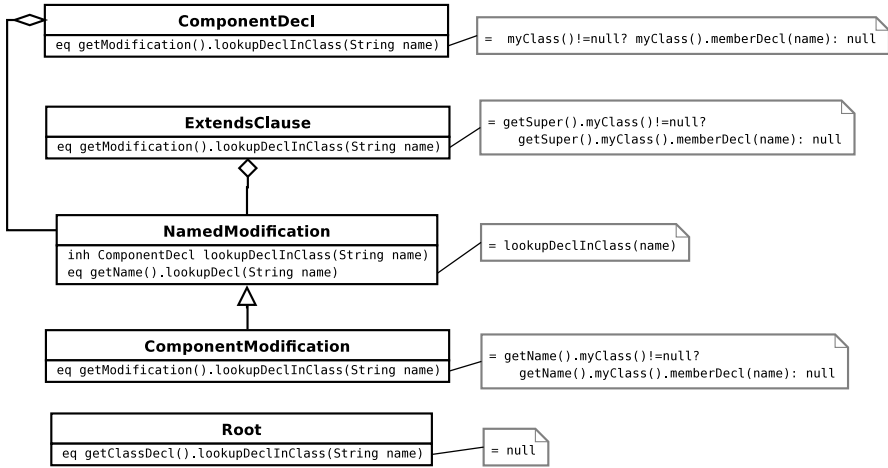 ComponentDecl
eq getModification().lookupDeclInClass(String name)
=  myClass()!=null? myClass().memberDecl(name): null
ExtendsClause
eq getModification().lookupDeclInClass(String name)
= getSuper().myClass()!=null?
getSuper().myClass().memberDecl(name): null
NamedModification
inh ComponentDecl lookupDeclInClass(String name)
eq getName().lookupDecl(String name)
= lookupDeclInClass(name)
ComponentModification
eq getModification().lookupDeclInClass(String name)
= getName().myClass()!=null?
getName().myClass().memberDecl(name): null
Root
eq getClassDecl().lookupDeclInClass(String name)
= null